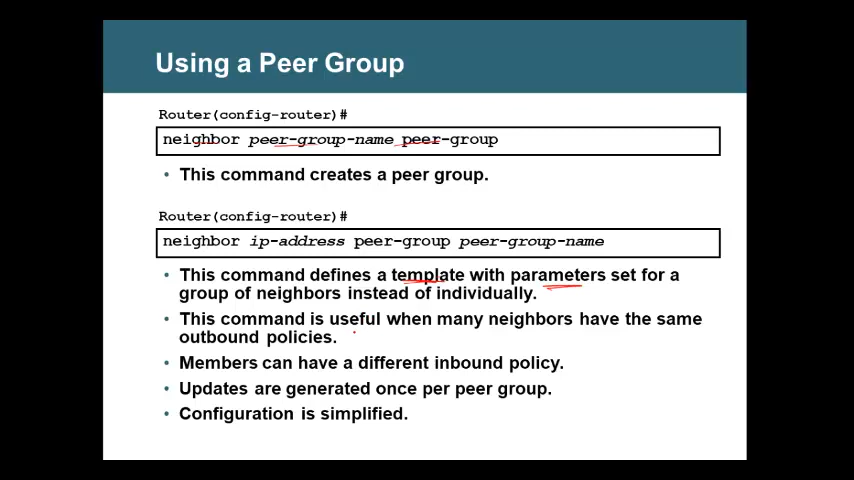 Using a Peer Group
Router(config-router)#
neighbor peer-group-name peer-group
• This command creates a peer group.
Router(config-router)#
neighbor ip-address peer-group peer-group-name
• This command defines a template with parameters set for a
group of neighbors instead of individually.
• This command is useful when many neighbors have the same
outbound policies.
• Members can have a different inbound policy.
• Updates are generated once per peer group.
• Configuration is simplified.